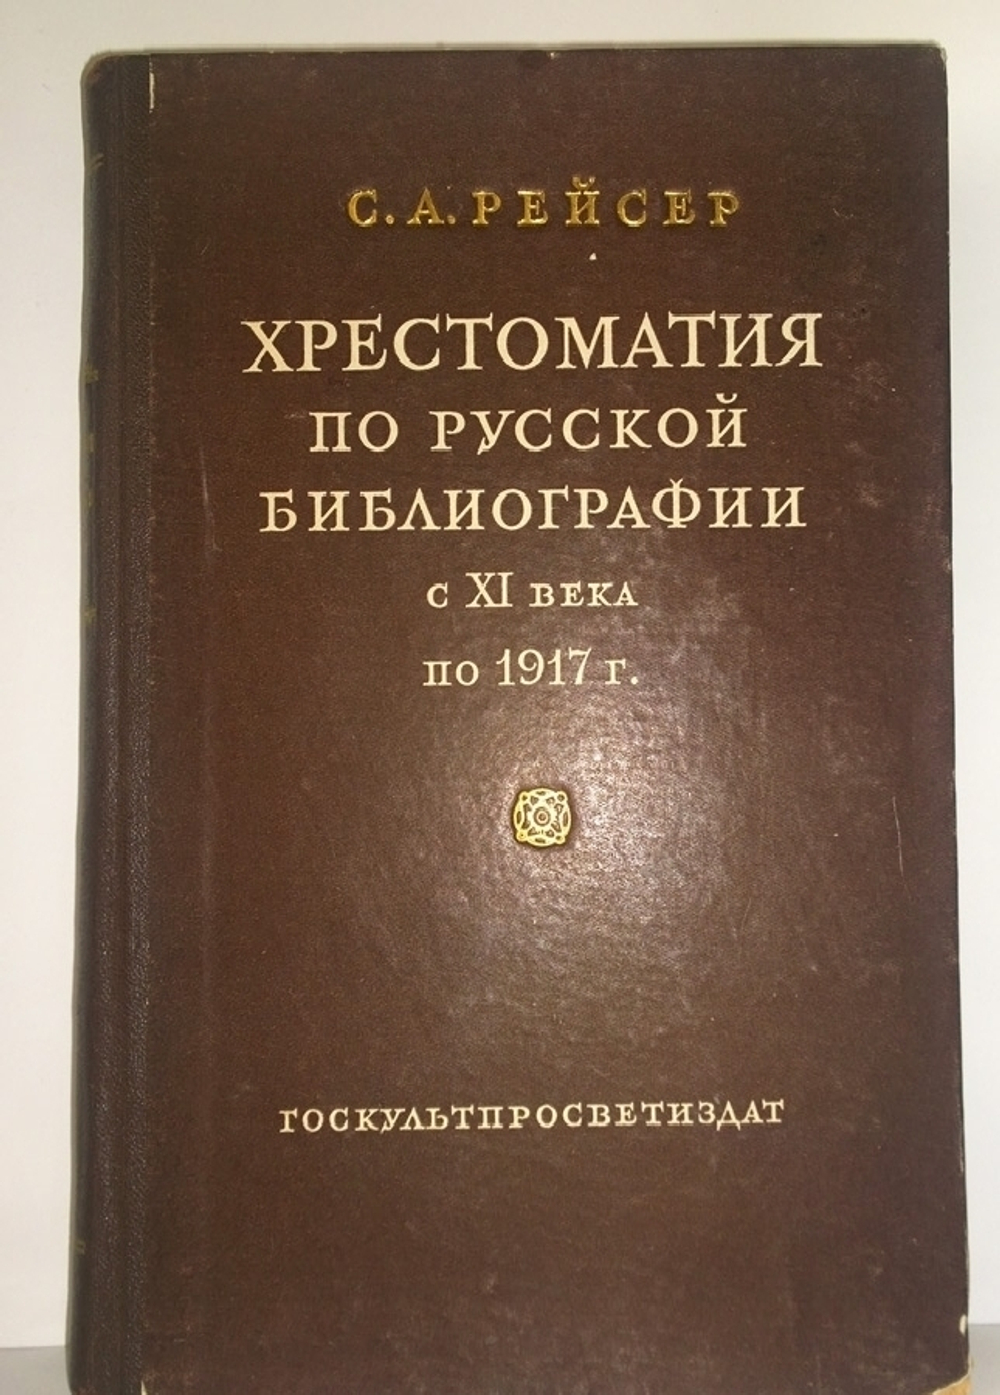 С. А. РЕЙСЕР
ХРЕСТОМАТИЯ
ПО РУССКОЙ
БИБЛИОГРАФИИ
С XI ВЕКА
по 1917 г.
ГОСКУЛЬТПРОСВЕТИЗДАТ